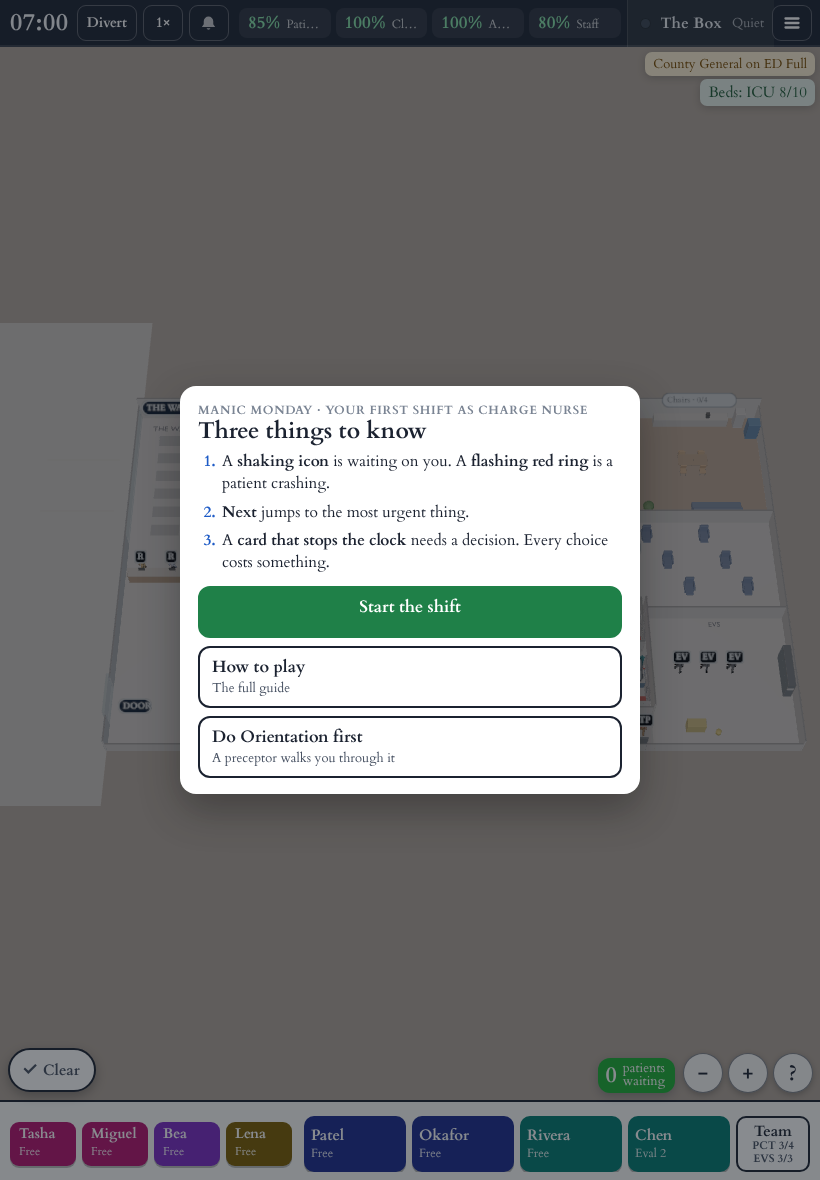 07:00 Divert 1× 85% Pati… 100% Cl… 100% A… 80% Staff The Box Quiet
County General on ED Full
Beds: ICU 8/10
THE WA
DOOR
MANIC MONDAY · YOUR FIRST SHIFT AS CHARGE NURSE
Three things to know
1. A shaking icon is waiting on you. A flashing red ring is a
patient crashing.
2. Next jumps to the most urgent thing.
3. A card that stops the clock needs a decision. Every choice
costs something.
Start the shift
How to play
The full guide
Do Orientation first
A preceptor walks you through it
EVS
EV EV EV
Clear
0 patients
waiting
− + ?
Tasha Miguel Bea Lena Patel Okafor Rivera Chen Team
Free Free Free Free Free Free Free Eval 2 PCT 3/4
EVS 3/3